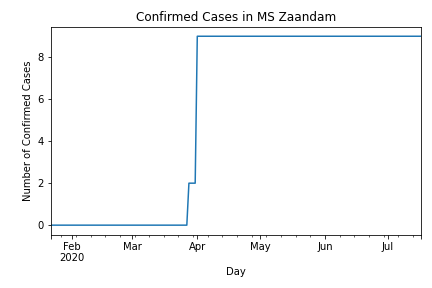 Confirmed Cases in MS Zaandam
Number of Confirmed Cases
8
6
4
2
0
Feb Mar Apr May Jun Jul
2020
Day